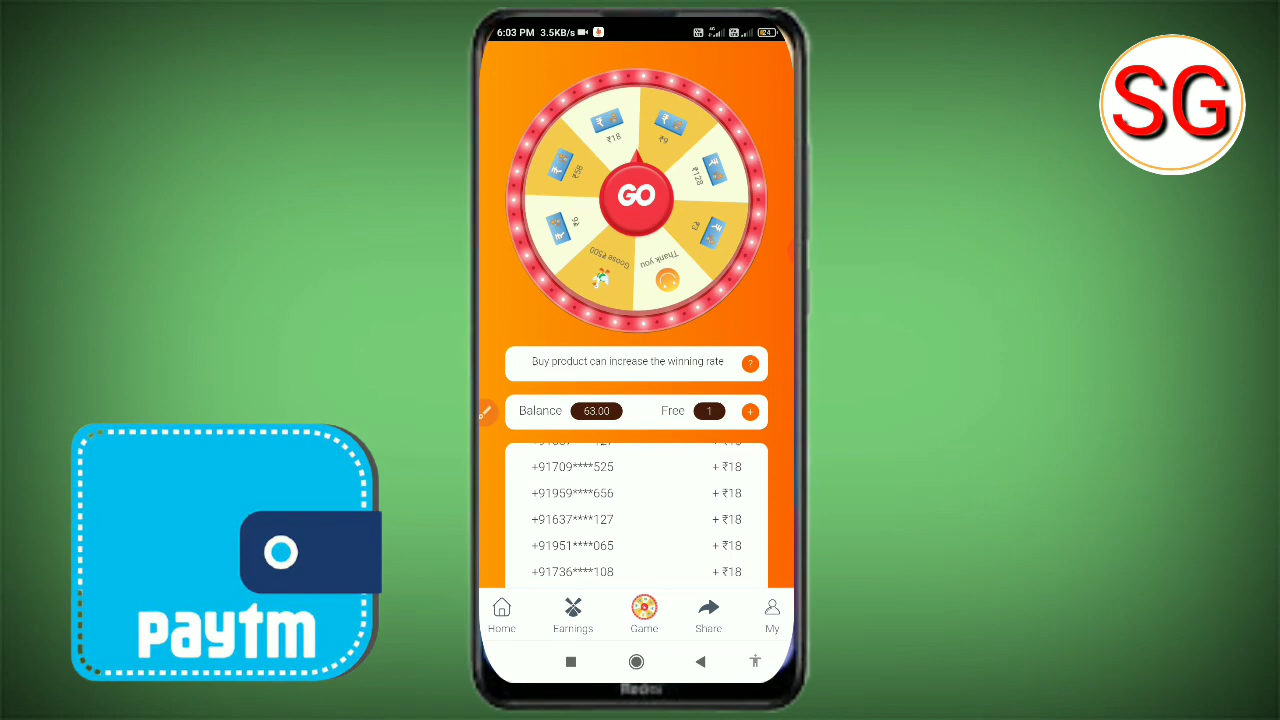 6:03 PM 3.5KB/s
24
SG
₹18
₹9
₹128
₹3
Thank you
Goose ₹500
GO
Buy product can increase the winning rate
?
Balance 63.00 Free 1 +
+91709****525 + ₹18
+91959****656 + ₹18
+91637****127 + ₹18
+91951****065 + ₹18
+91736****108 + ₹18
Home Earnings Game Share My
Redmi
paytm